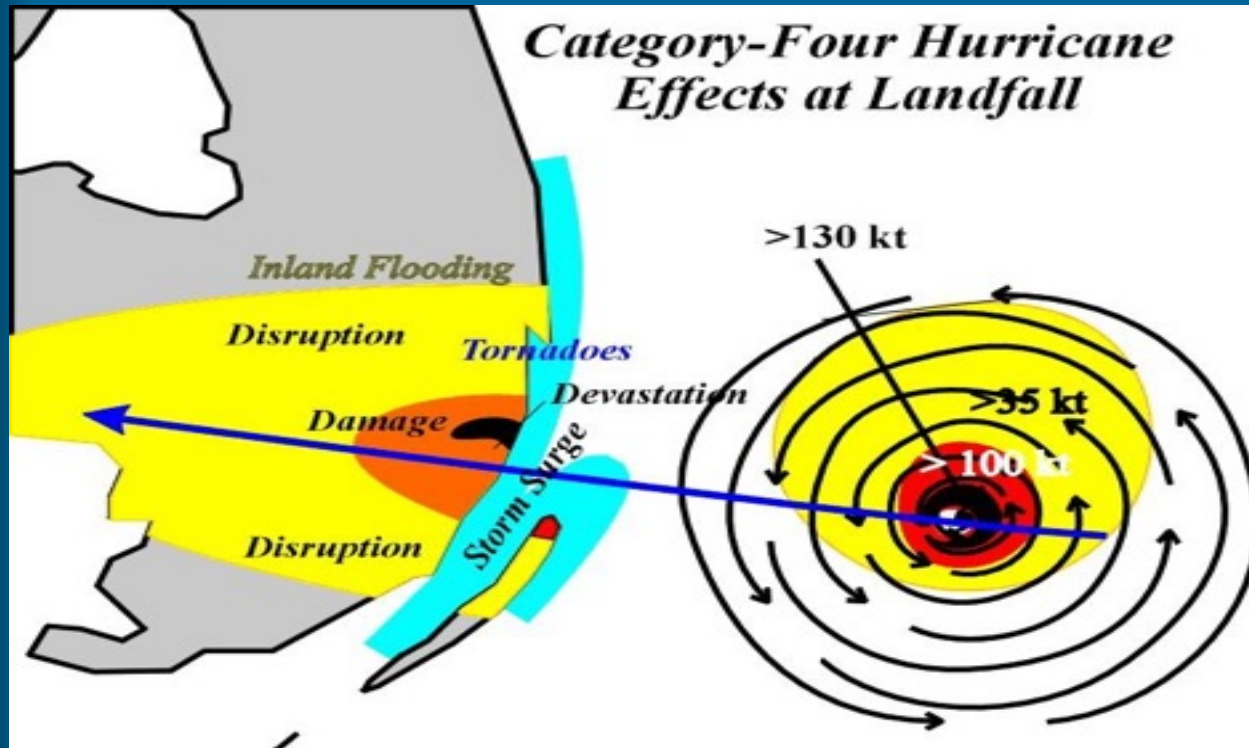 Category-Four Hurricane
Effects at Landfall
>130 kt
Inland Flooding
Disruption
Tornadoes
Devastation
>35 kt
Damage
> 100 kt
Storm Surge
Disruption